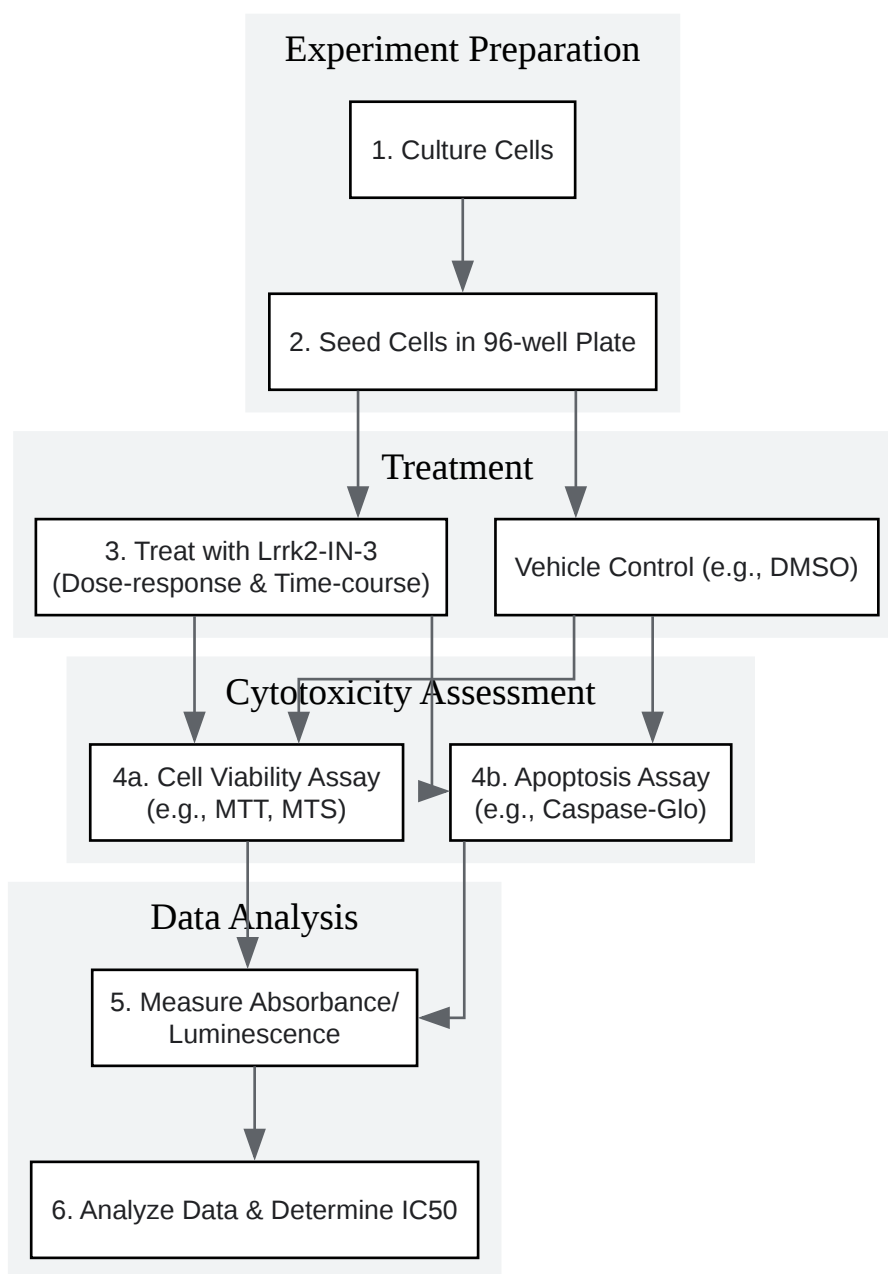 Experiment Preparation
1. Culture Cells
2. Seed Cells in 96-well Plate
Treatment
3. Treat with Lrrk2-IN-3
(Dose-response & Time-course)
Vehicle Control (e.g., DMSO)
Cytotoxicity Assessment
4a. Cell Viability Assay
(e.g., MTT, MTS)
4b. Apoptosis Assay
(e.g., Caspase-Glo)
Data Analysis
5. Measure Absorbance/
Luminescence
6. Analyze Data & Determine IC50